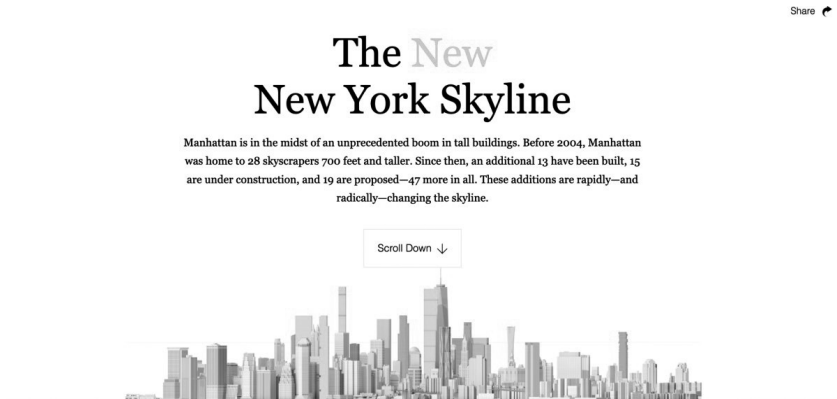 Share
The New
New York Skyline
Manhattan is in the midst of an unprecedented boom in tall buildings. Before 2004, Manhattan
was home to 28 skyscrapers 700 feet and taller. Since then, an additional 13 have been built, 15
are under construction, and 19 are proposed—47 more in all. These additions are rapidly—and
radically—changing the skyline.
Scroll Down